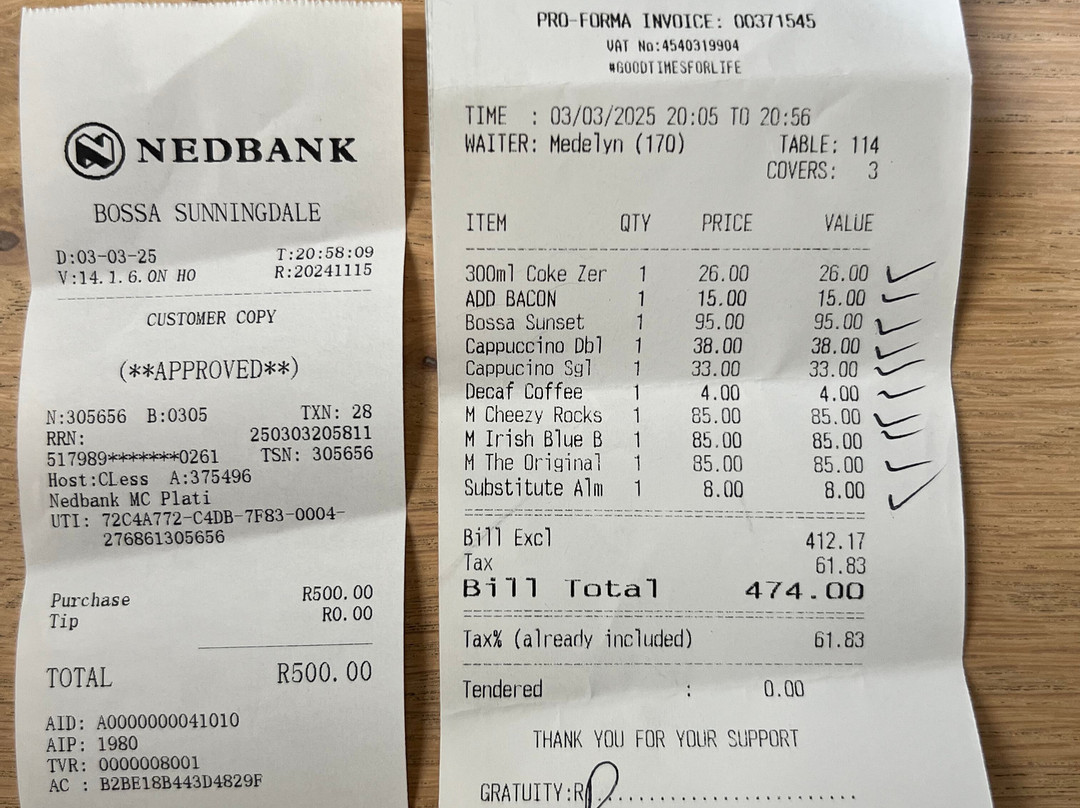 NEDBANK
BOSSA SUNNINGDALE
D:03-03-25 T:20:58:09
V:14.1.6.ON HO R:20241115
CUSTOMER COPY
(**APPROVED**)
N:305656 B:0305 TXN: 28
RRN: 250303205811
517989*******0261 TSN: 305656
Host:CLess A:375496
Nedbank MC Plati
UTI: 72C4A772-C4DB-7F83-0004-
276861305656
Purchase R500.00
Tip R0.00
TOTAL R500.00
AID: A0000000041010
AIP: 1980
TVR: 0000008001
AC : B2BE18B443D4829F
PRO-FORMA INVOICE: 00371545
VAT No:4540319904
#GOODTIMESFORLIFE
TIME : 03/03/2025 20:05 TO 20:56
WAITER: Medelyn (170) TABLE: 114
COVERS: 3
ITEM QTY PRICE VALUE
300ml Coke Zer 1 26.00 26.00
ADD BACON 1 15.00 15.00
Bossa Sunset 1 95.00 95.00
Cappuccino Dbl 1 38.00 38.00
Cappucino Sgl 1 33.00 33.00
Decaf Coffee 1 4.00 4.00
M Cheezy Rocks 1 85.00 85.00
M Irish Blue B 1 85.00 85.00
M The Original 1 85.00 85.00
Substitute Alm 1 8.00 8.00
Bill Excl 412.17
Tax 61.83
Bill Total 474.00
Tax% (already included) 61.83
Tendered : 0.00
THANK YOU FOR YOUR SUPPORT
GRATUITY:R..............................